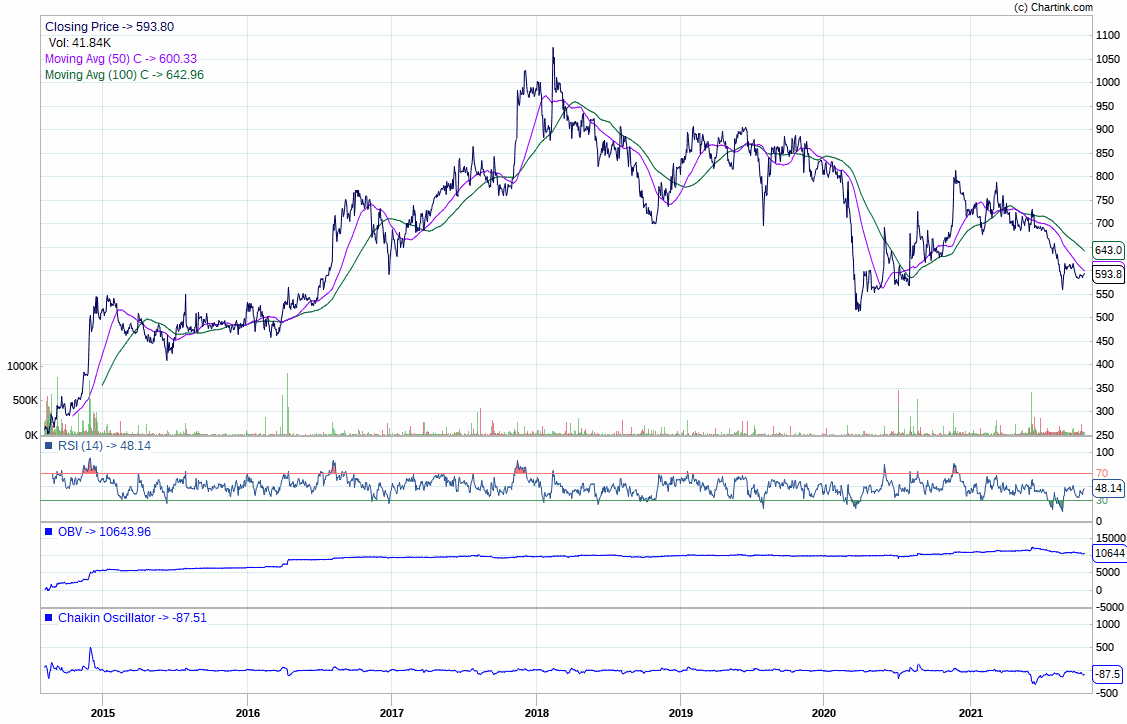 (c) Chartink.com
Closing Price -> 593.80
Vol: 41.84K
Moving Avg (50) C -> 600.33
Moving Avg (100) C -> 642.96
1100
1050
1000
950
900
850
800
750
700
643.0
593.8
550
500
450
400
350
300
250
1000K
500K
0K
RSI (14) -> 48.14
100
70
48.14
30
0
OBV -> 10643.96
15000
10644
5000
0
-5000
Chaikin Oscillator -> -87.51
1000
500
-87.5
-500
2015 2016 2017 2018 2019 2020 2021